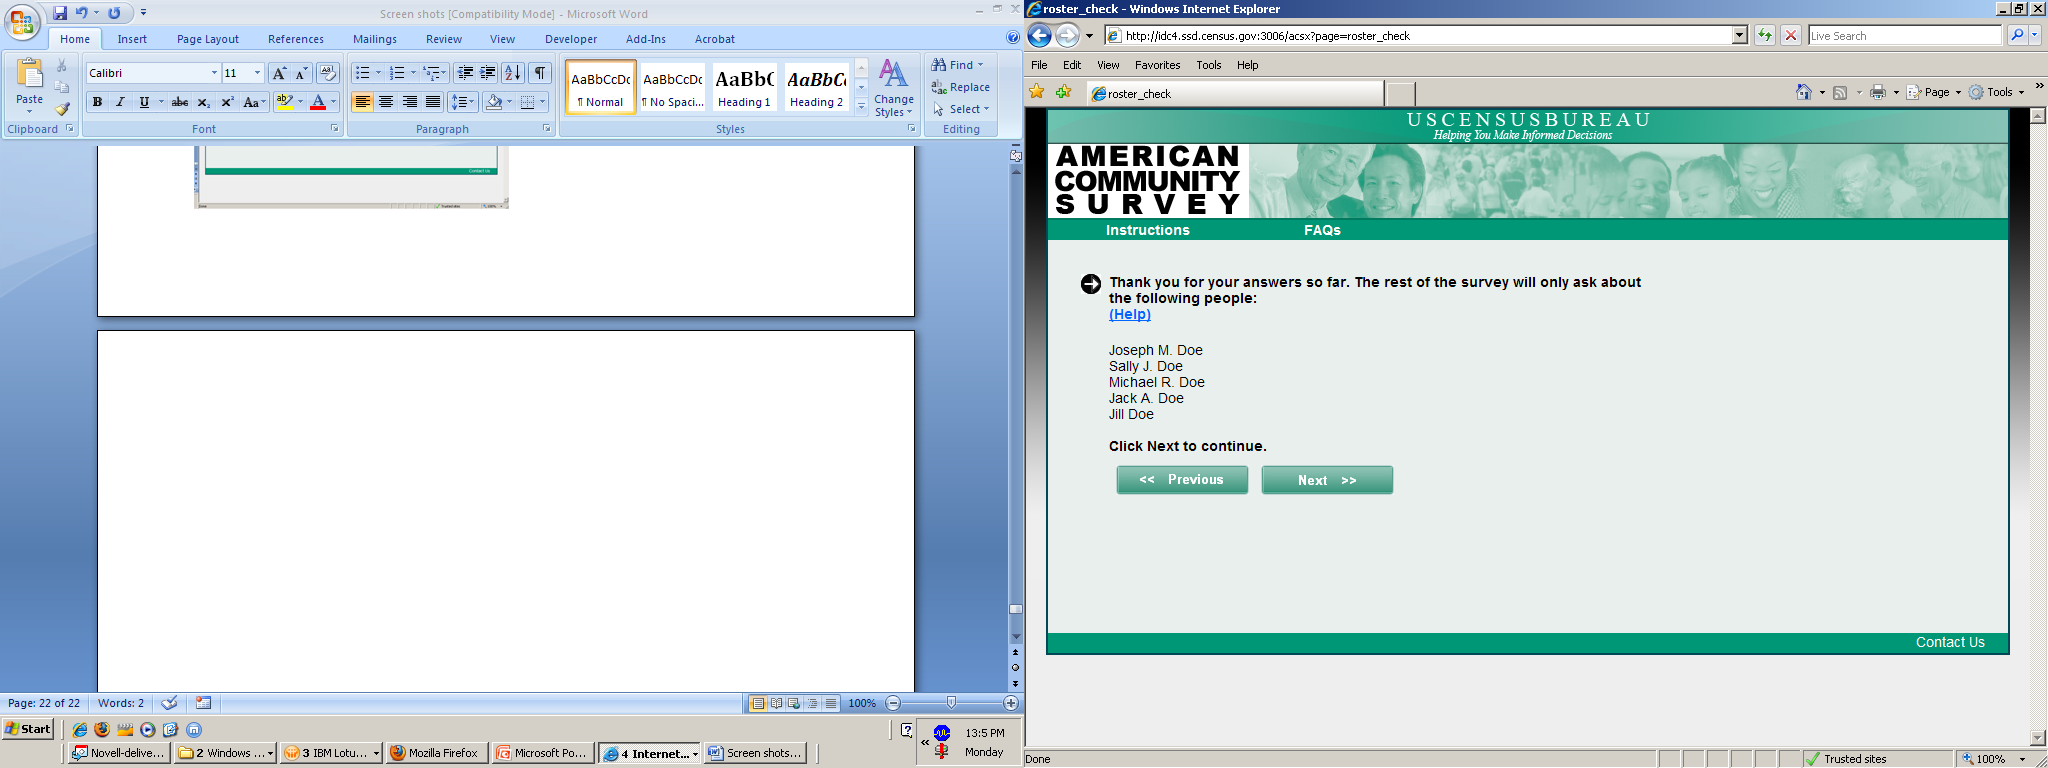 Screen shots [Compatibility Mode] - Microsoft Word
Home Insert Page Layout References Mailings Review View Developer Add-Ins Acrobat
Paste
Clipboard
Calibri 11
B I U abc x₂ x² Aa
Font
Paragraph
AaBbCcDc AaBbCcDc AaBbC AaBbCc
¶ Normal ¶ No Spaci... Heading 1 Heading 2
Change Styles
Styles
Find
Replace
Select
Editing
Contact Us
Page: 22 of 22 Words: 2 100%
Start
Novell-delive... 2 Windows ... 3 IBM Lotu... Mozilla Firefox Microsoft Po... 4 Internet... Screen shots...
13:5 PM
Monday
roster_check - Windows Internet Explorer
http://idc4.ssd.census.gov:3006/acsx?page=roster_check Live Search
File Edit View Favorites Tools Help
roster_check Page Tools
USCENSUSBUREAU
Helping You Make Informed Decisions
AMERICAN
COMMUNITY
SURVEY
Instructions FAQs
Thank you for your answers so far. The rest of the survey will only ask about
the following people:
(Help)
Joseph M. Doe
Sally J. Doe
Michael R. Doe
Jack A. Doe
Jill Doe
Click Next to continue.
<< Previous Next >>
Contact Us
Done Trusted sites 100%